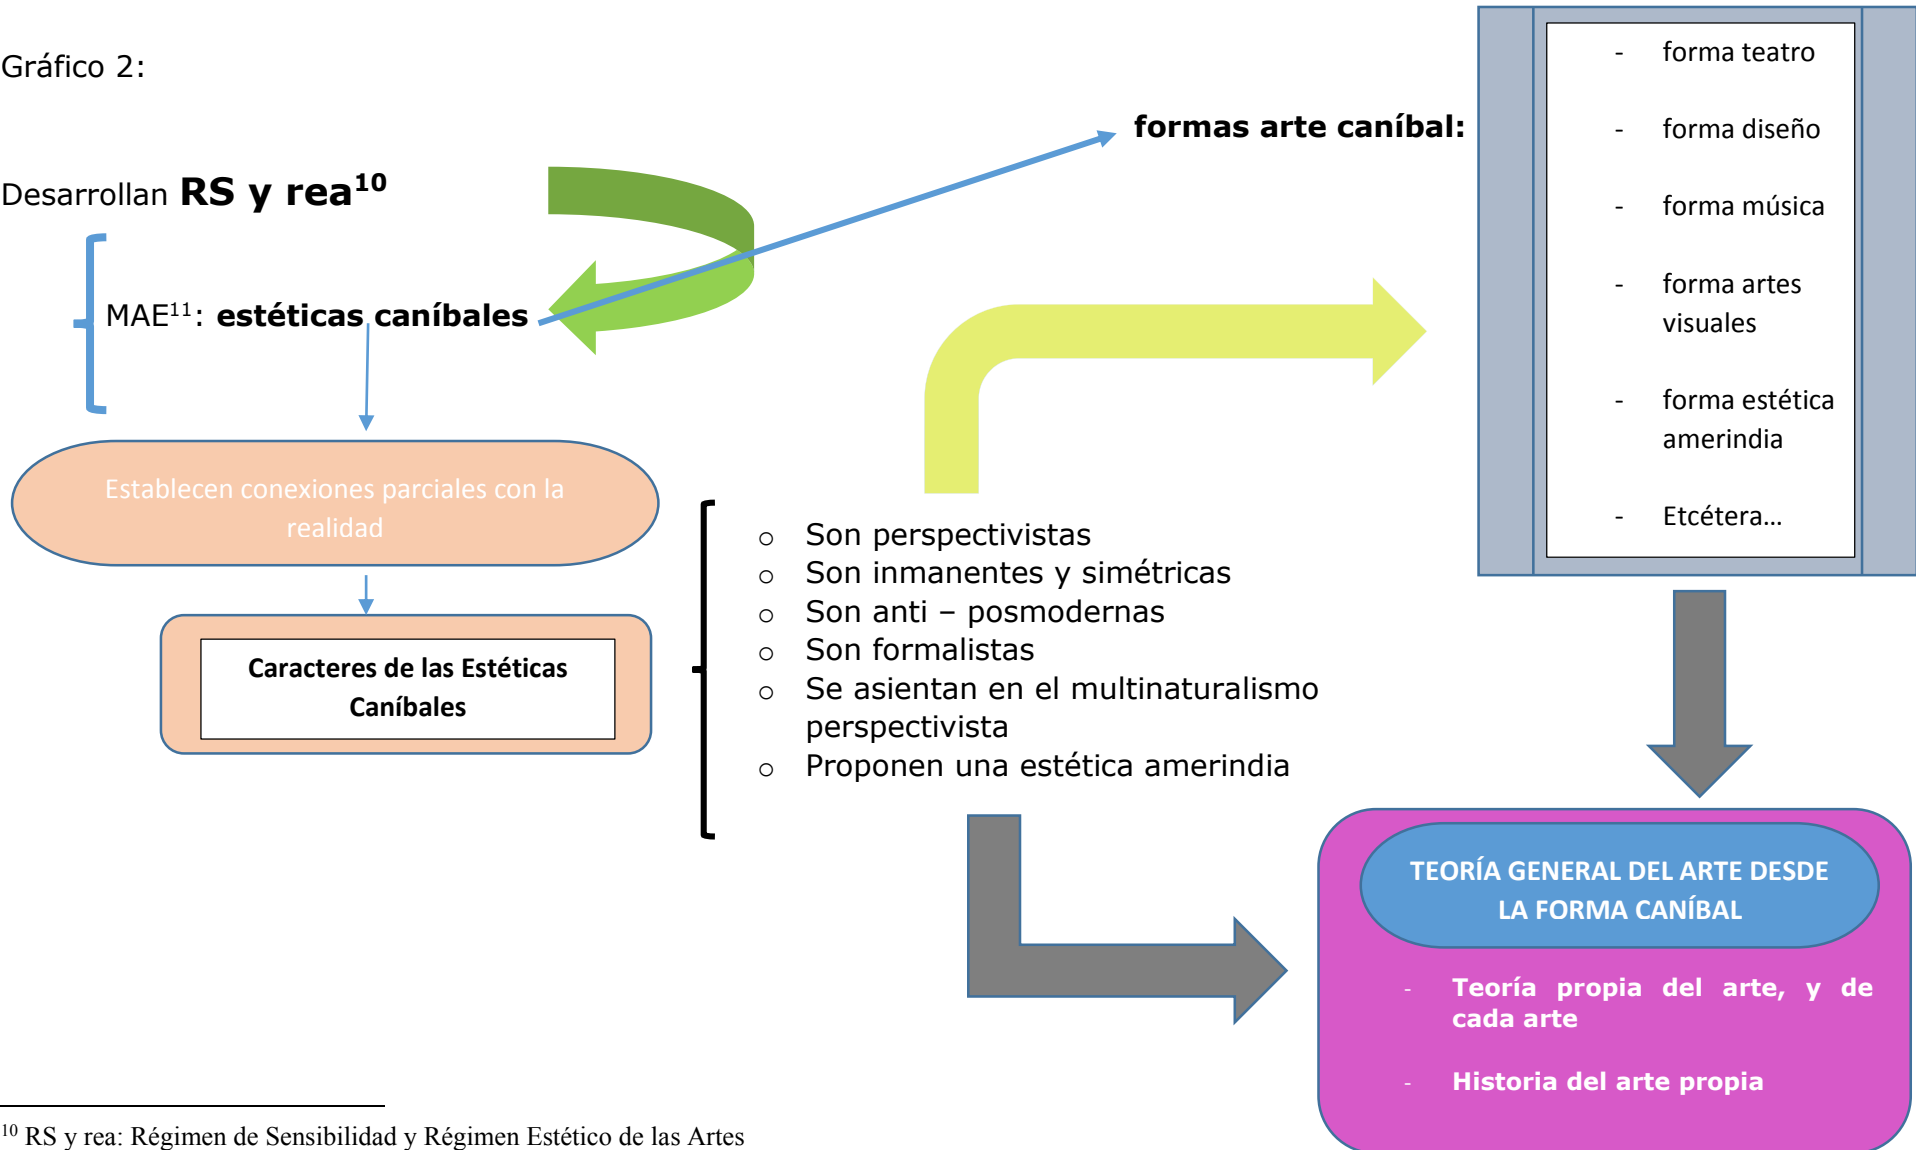 Gráfico 2:
Desarrollan RS y rea¹⁰
MAE¹¹: estéticas caníbales
formas arte caníbal:
- forma teatro
- forma diseño
- forma música
- forma artes
visuales
- forma estética
amerindia
- Etcétera...
Establecen conexiones parciales con la
realidad
Caracteres de las Estéticas
Caníbales
o Son perspectivistas
o Son inmanentes y simétricas
o Son anti – posmodernas
o Son formalistas
o Se asientan en el multinaturalismo
perspectivista
o Proponen una estética amerindia
TEORÍA GENERAL DEL ARTE DESDE
LA FORMA CANÍBAL
- Teoría propia del arte, y de
cada arte
- Historia del arte propia
¹⁰ RS y rea: Régimen de Sensibilidad y Régimen Estético de las Artes